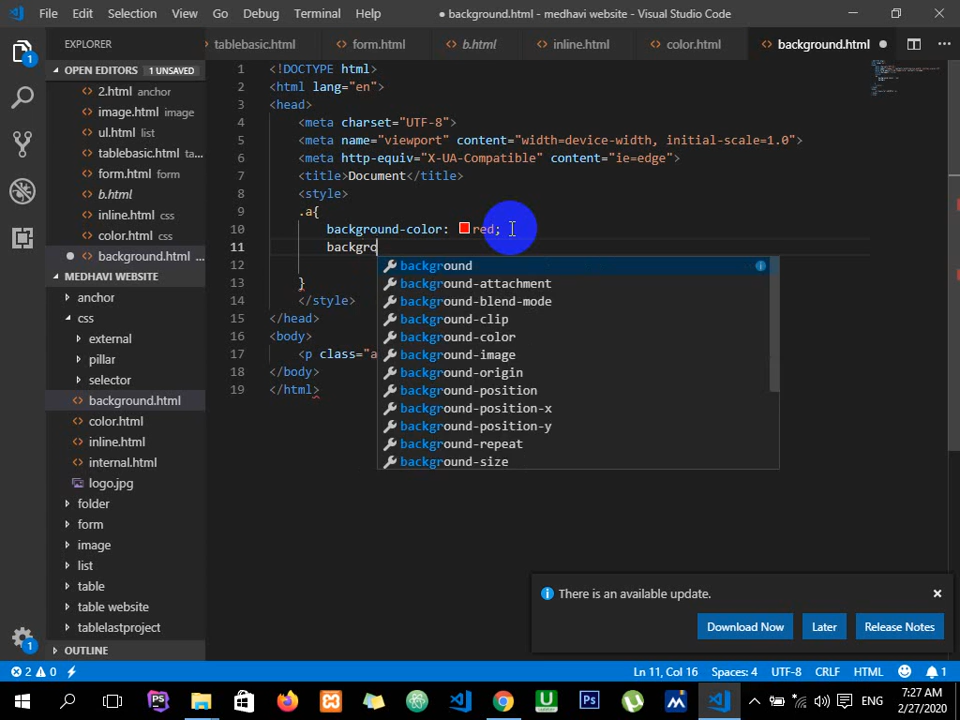 File Edit Selection View Go Debug Terminal Help
● background.html - medhavi website - Visual Studio Code
EXPLORER
tablebasic.html
form.html
b.html
inline.html
color.html
background.html
OPEN EDITORS 1 UNSAVED
2.html anchor
image.html image
ul.html list
tablebasic.html ta...
form.html form
b.html
inline.html css
color.html css
background.html ...
MEDHAVI WEBSITE
anchor
css
external
pillar
selector
background.html
color.html
inline.html
internal.html
logo.jpg
folder
form
image
list
table
table website
tablelastproject
OUTLINE
1 <!DOCTYPE html>
2 <html lang="en">
3 <head>
4 <meta charset="UTF-8">
5 <meta name="viewport" content="width=device-width, initial-scale=1.0">
6 <meta http-equiv="X-UA-Compatible" content="ie=edge">
7 <title>Document</title>
8 <style>
9 .a{
10 background-color: red;
11 backgro
12
13 }
14 </style>
15 </head>
16 <body>
17 <p class="a
18 </body>
19 </html>
background
background-attachment
background-blend-mode
background-clip
background-color
background-image
background-origin
background-position
background-position-x
background-position-y
background-repeat
background-size
There is an available update.
Download Now Later Release Notes
2 0 Ln 11, Col 16 Spaces: 4 UTF-8 CRLF HTML 1
ENG 7:27 AM
2/27/2020